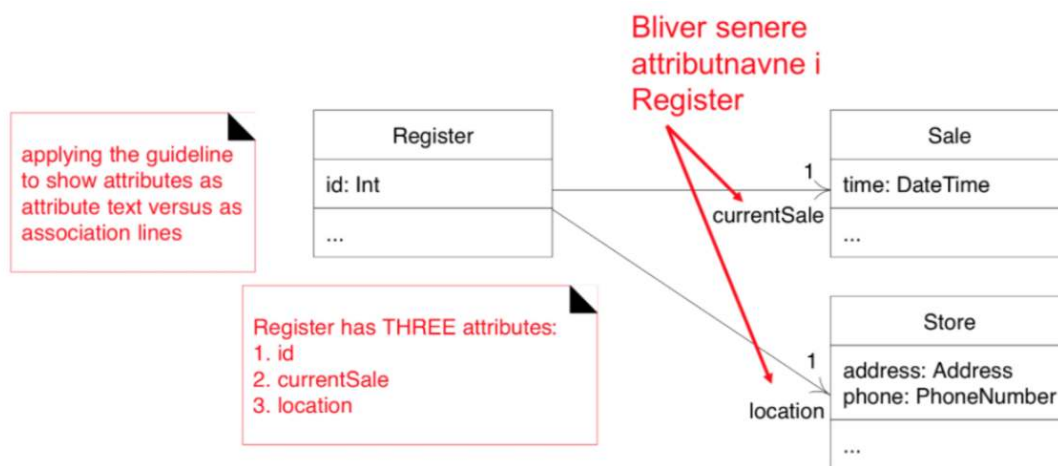 Bliver senere
attributnavne i
Register
applying the guideline
to show attributes as
attribute text versus as
association lines
Register
id: Int
...
1
currentSale
Sale
time: DateTime
...
Register has THREE attributes:
1. id
2. currentSale
3. location
1
location
Store
address: Address
phone: PhoneNumber
...